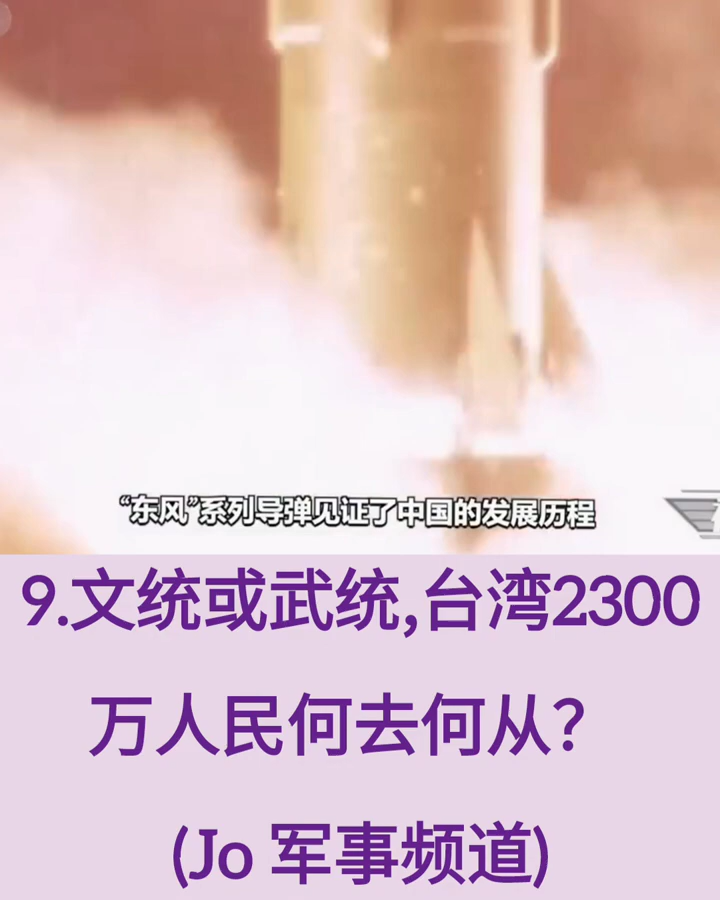 “东风”系列导弹见证了中国的发展历程
9.文统或武统,台湾2300
万人民何去何从?
(Jo 军事频道)